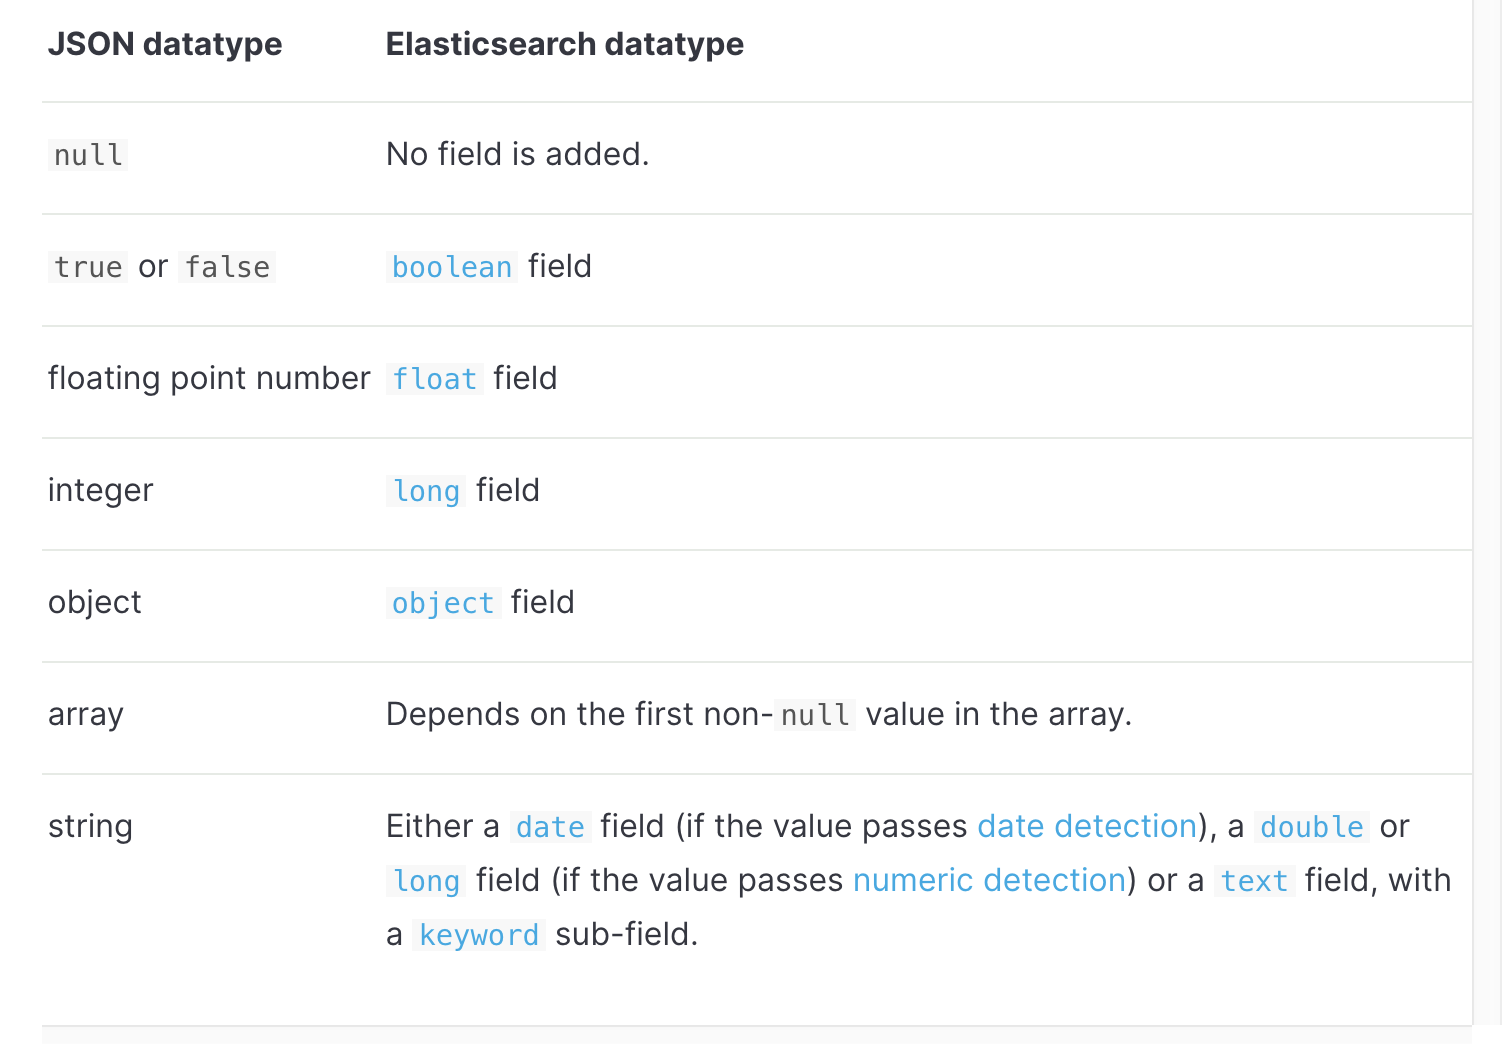 JSON datatype Elasticsearch datatype
null No field is added.
true or false boolean field
floating point number float field
integer long field
object object field
array Depends on the first non-null value in the array.
string Either a date field (if the value passes date detection), a double or
long field (if the value passes numeric detection) or a text field, with
a keyword sub-field.